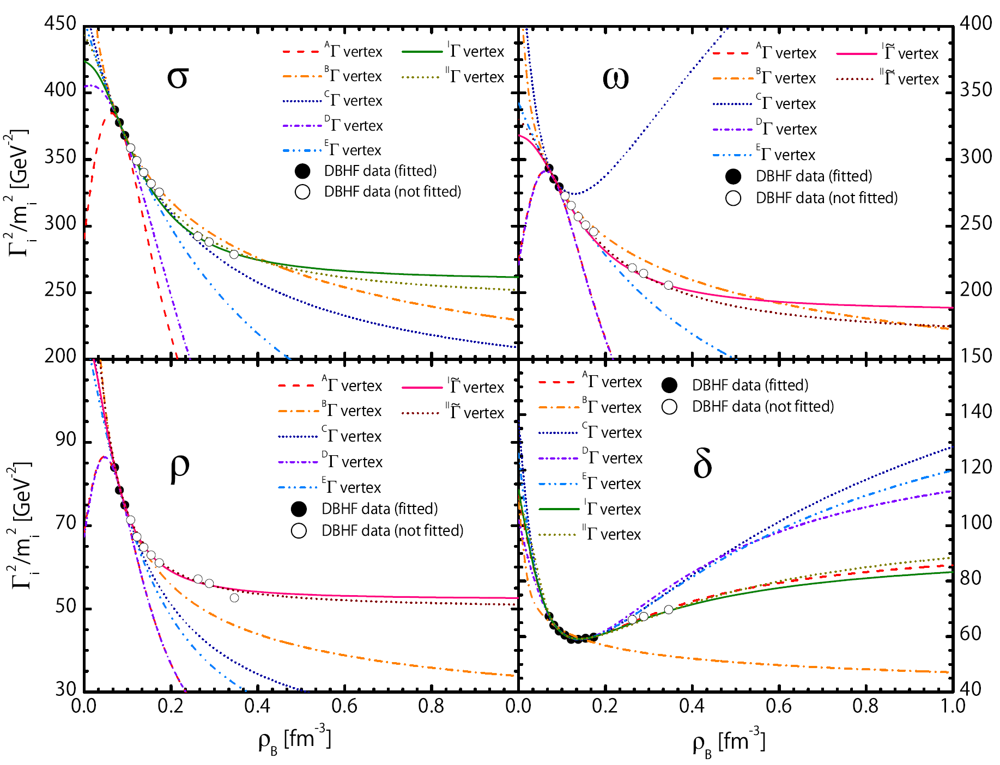 450
400
350
300
250
200
Γi2/mi2 [GeV-2]
σ
AΓ vertex
BΓ vertex
CΓ vertex
DΓ vertex
EΓ vertex
DBHF data (fitted)
DBHF data (not fitted)
IΓ vertex
IIΓ vertex
ω
AΓ vertex
BΓ vertex
CΓ vertex
DΓ vertex
EΓ vertex
DBHF data (fitted)
DBHF data (not fitted)
IΓ̃ vertex
IIΓ̃ vertex
400
350
300
250
200
150
90
70
50
30
Γi2/mi2 [GeV-2]
ρ
AΓ vertex
BΓ vertex
CΓ vertex
DΓ vertex
EΓ vertex
DBHF data (fitted)
DBHF data (not fitted)
IΓ̃ vertex
IIΓ̃ vertex
δ
AΓ vertex
BΓ vertex
CΓ vertex
DΓ vertex
EΓ vertex
IΓ vertex
IIΓ vertex
DBHF data (fitted)
DBHF data (not fitted)
140
120
100
80
60
40
0.0 0.2 0.4 0.6 0.8 0.0 0.2 0.4 0.6 0.8 1.0
ρB [fm-3]
ρB [fm-3]